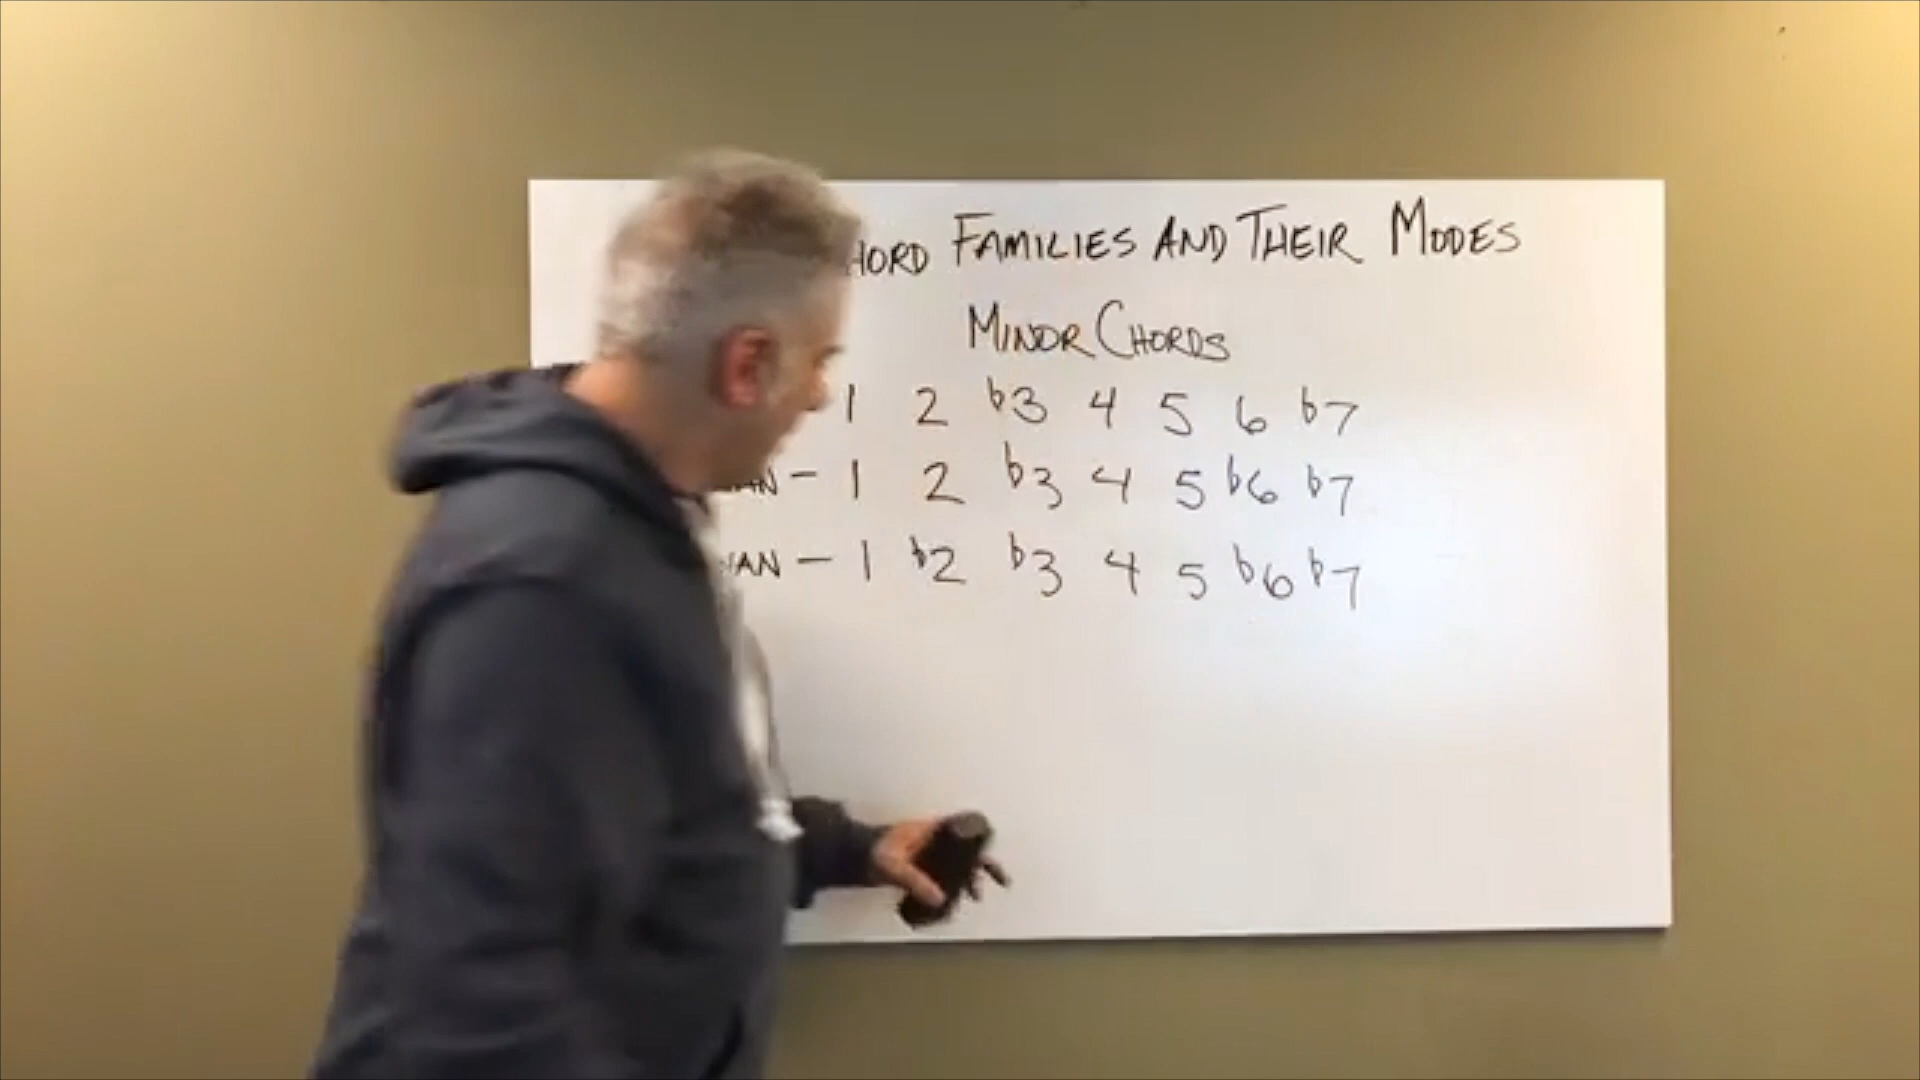 HORD FAMILIES AND THEIR MODES
MINOR CHORDS
1 2 b3 4 5 6 b7
AN – 1 2 b3 4 5 b6 b7
IAN – 1 b2 b3 4 5 b6 b7